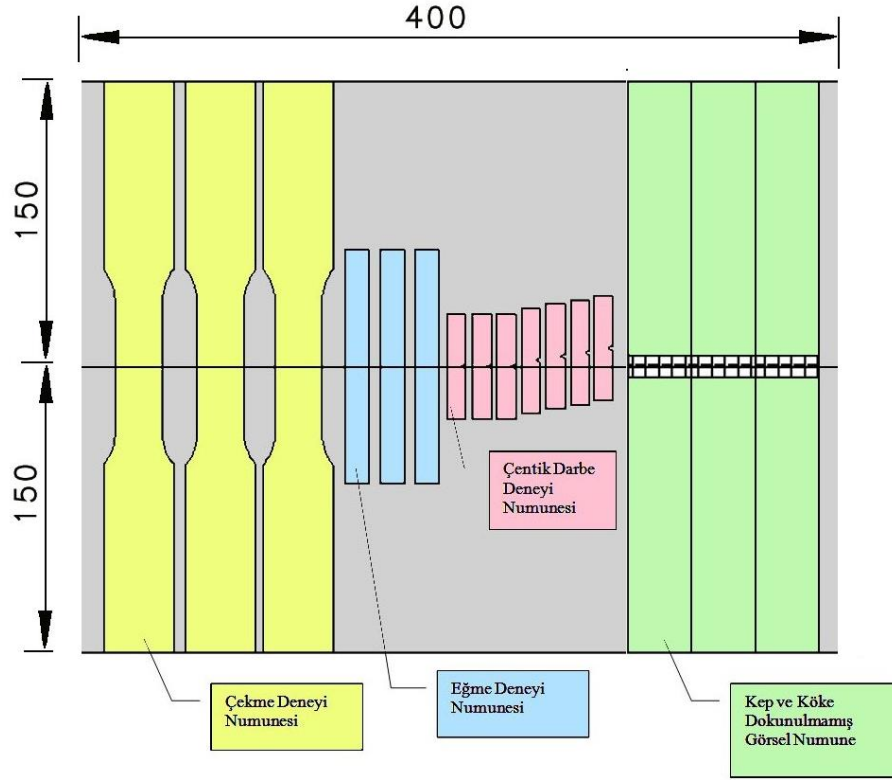 400
150
150
Çentik Darbe
Deneyi
Numunesi
Çekme Deneyi
Numunesi
Eğme Deneyi
Numunesi
Kep ve Köke
Dokunulmamış
Görsel Numune